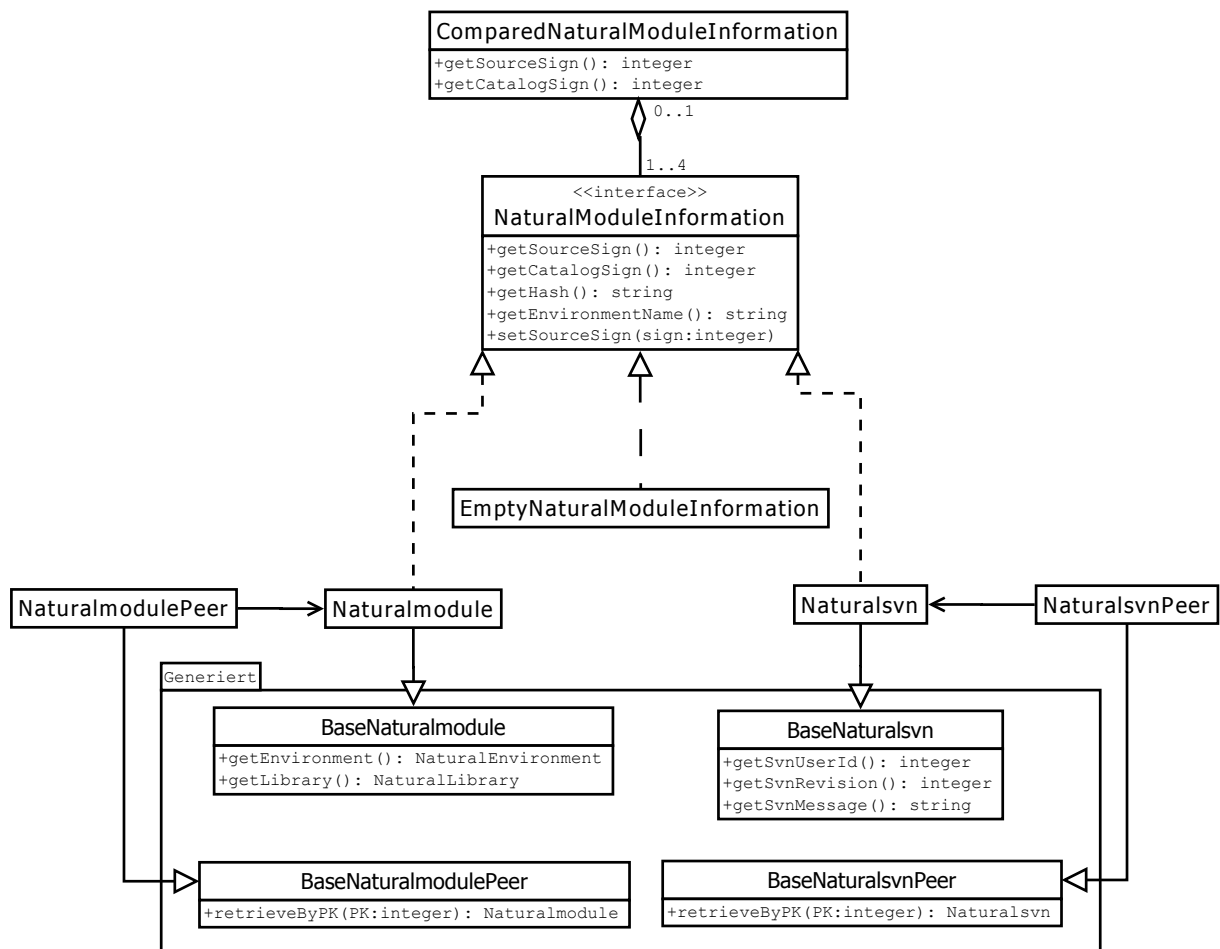 ComparedNaturalModuleInformation
+getSourceSign(): integer
+getCatalogSign(): integer
0..1
1..4
<<interface>>
NaturalModuleInformation
+getSourceSign(): integer
+getCatalogSign(): integer
+getHash(): string
+getEnvironmentName(): string
+setSourceSign(sign:integer)
EmptyNaturalModuleInformation
NaturalmodulePeer
Naturalmodule
Naturalsvn
NaturalsvnPeer
Generiert
BaseNaturalmodule
+getEnvironment(): NaturalEnvironment
+getLibrary(): NaturalLibrary
BaseNaturalsvn
+getSvnUserId(): integer
+getSvnRevision(): integer
+getSvnMessage(): string
BaseNaturalmodulePeer
+retrieveByPK(PK:integer): Naturalmodule
BaseNaturalsvnPeer
+retrieveByPK(PK:integer): Naturalsvn